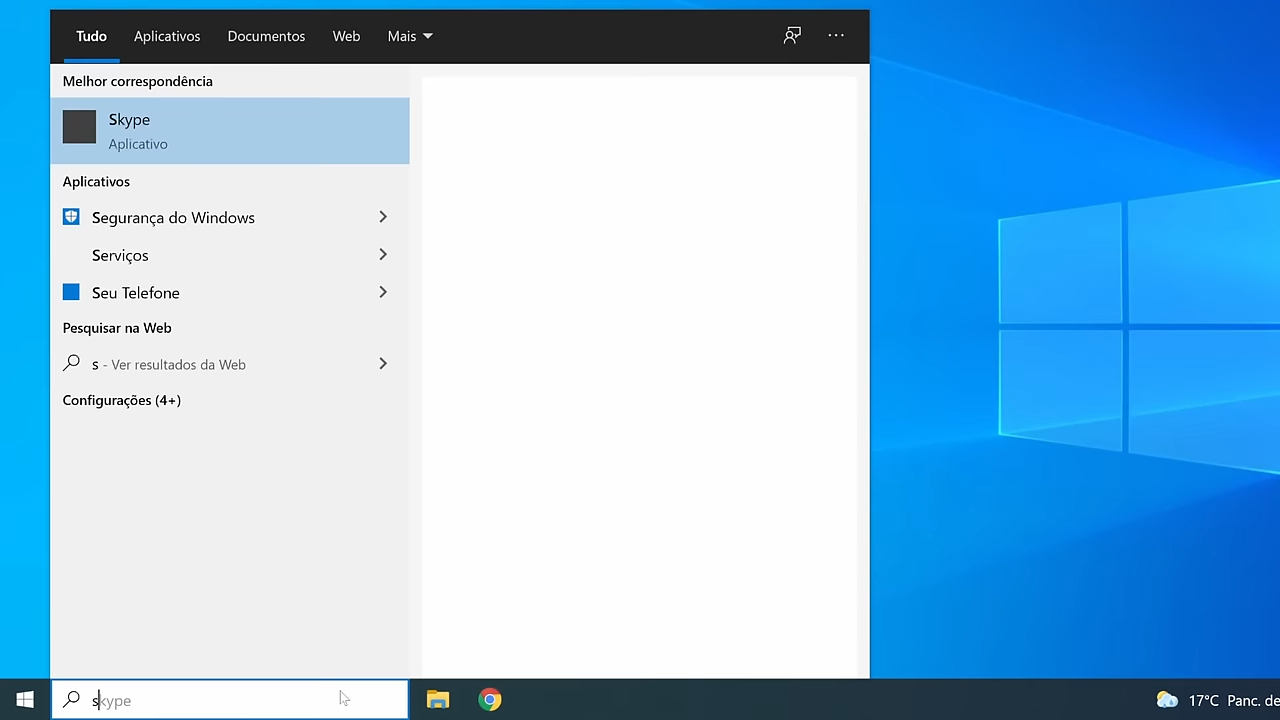 Tudo Aplicativos Documentos Web Mais
Melhor correspondência
Skype
Aplicativo
Aplicativos
Segurança do Windows
Serviços
Seu Telefone
Pesquisar na Web
s - Ver resultados da Web
Configurações (4+)
skype
17°C Panc. de